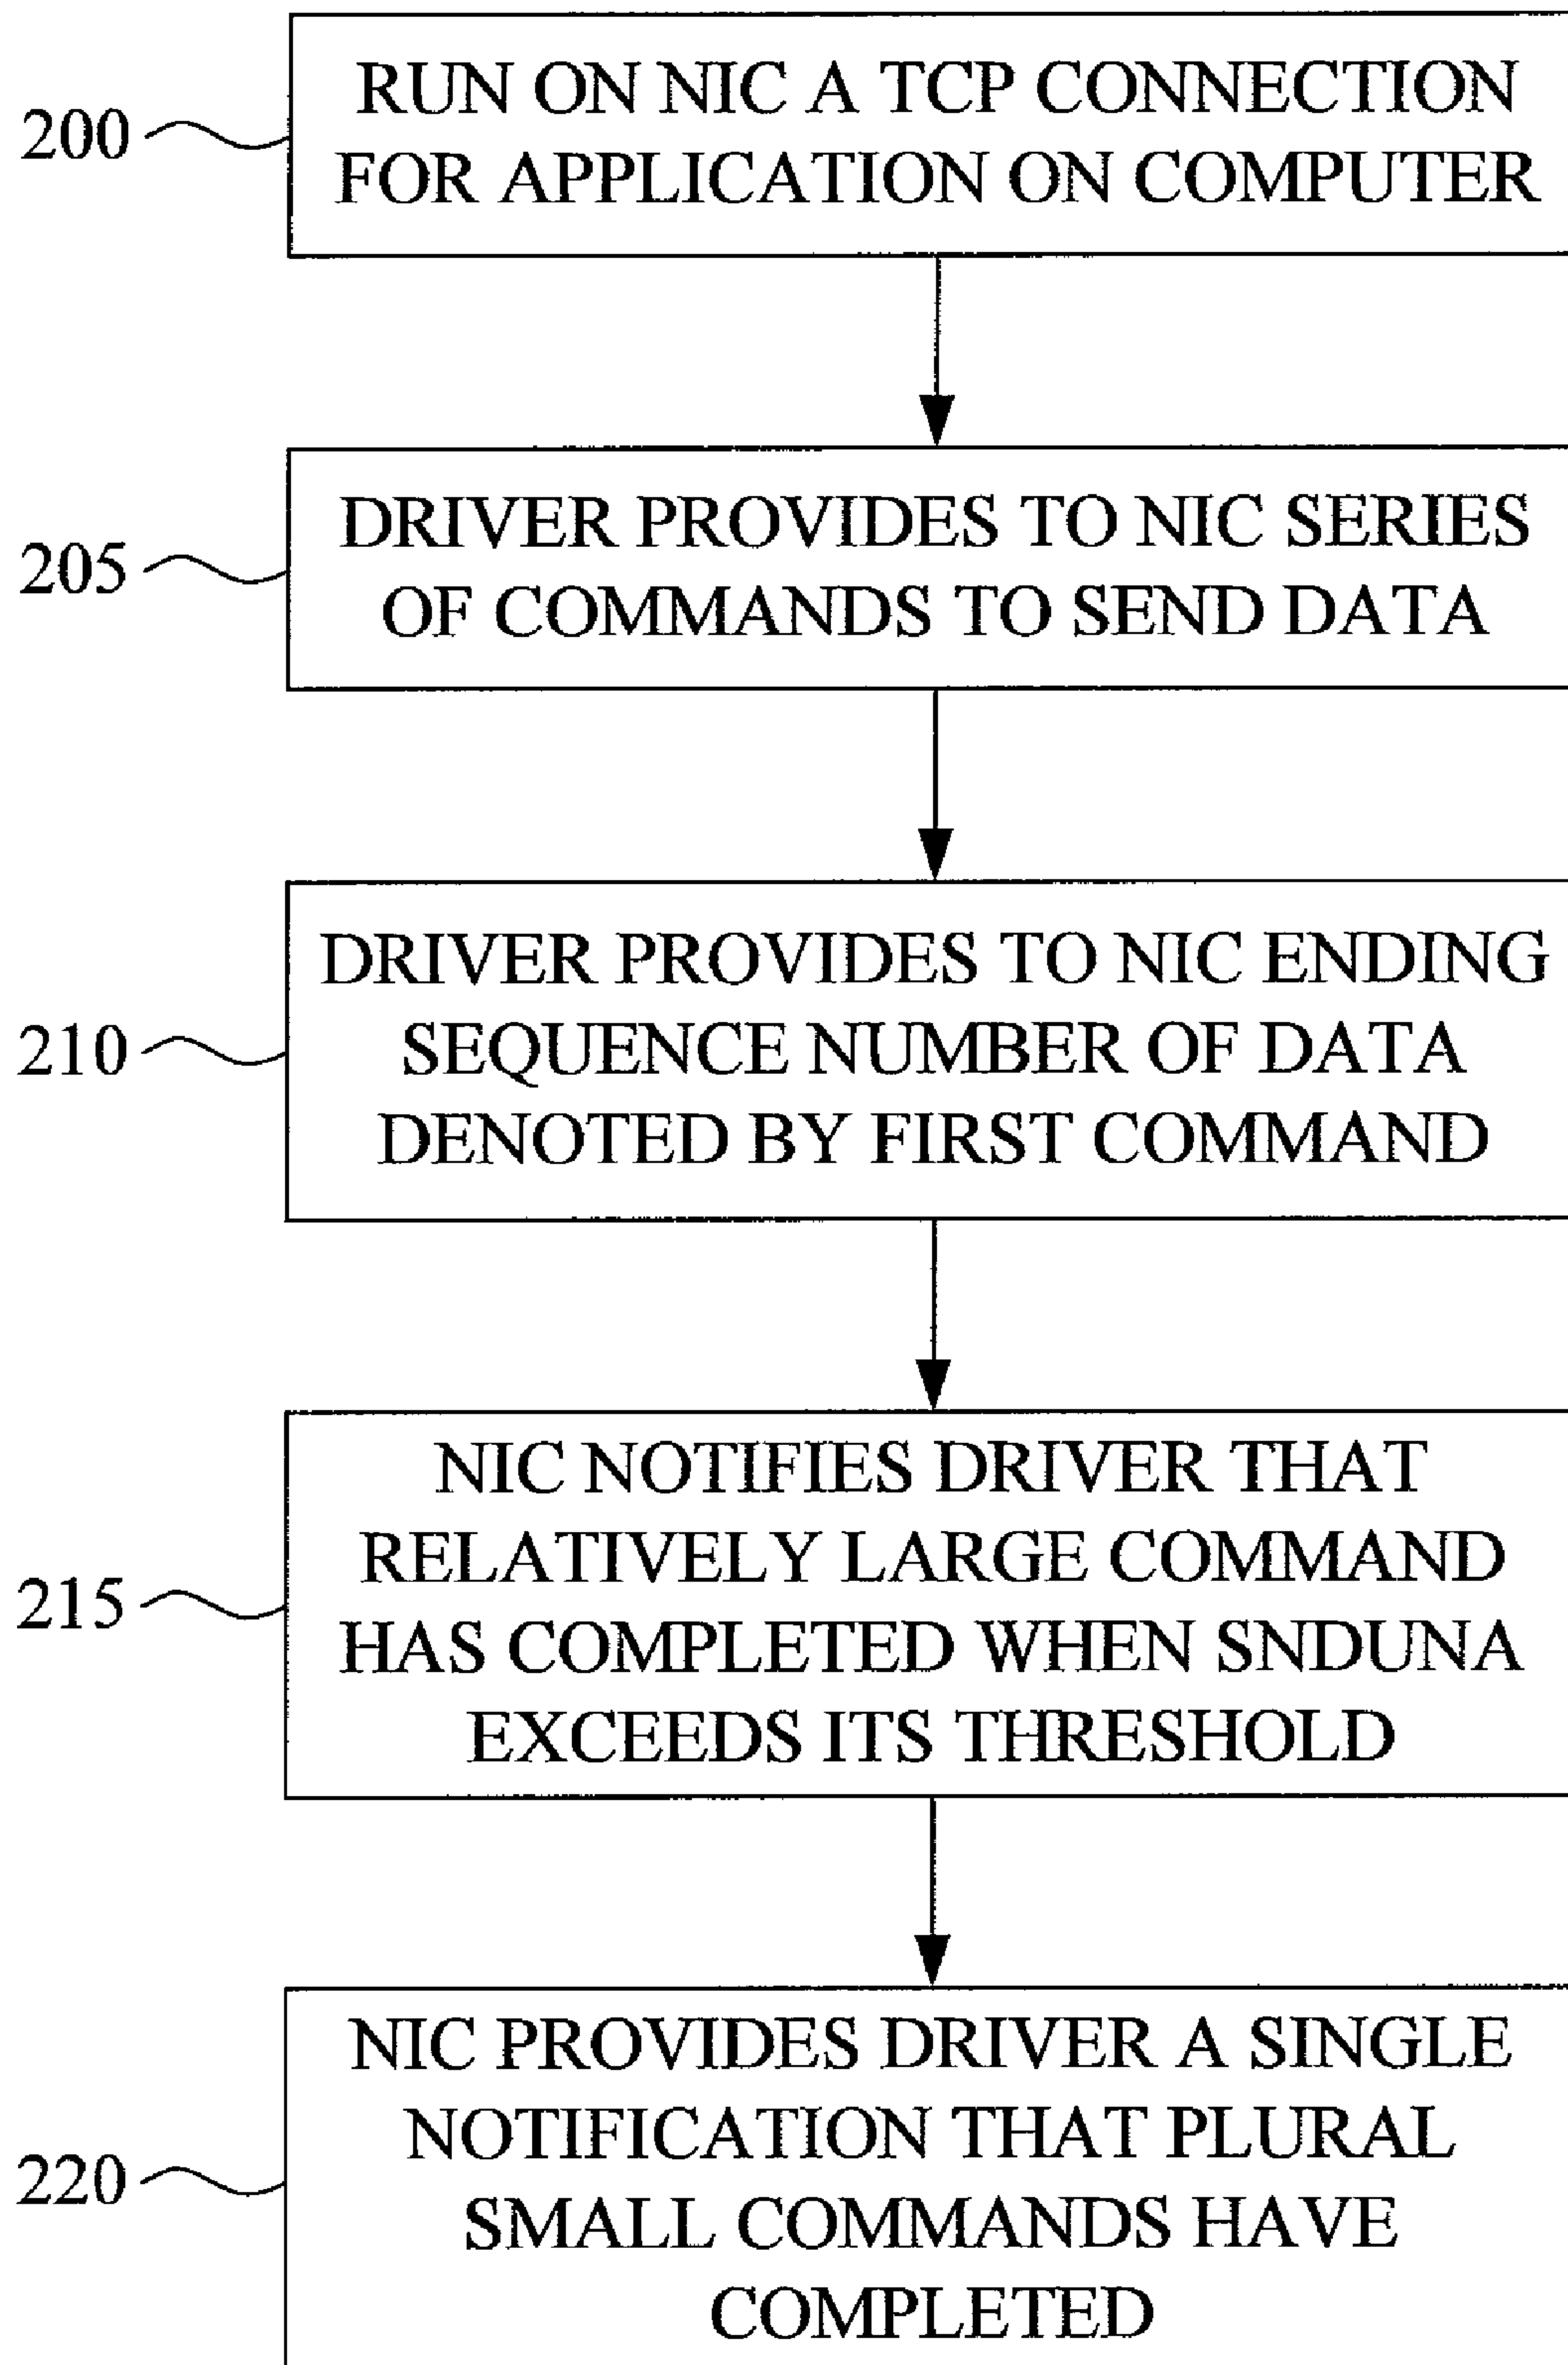 200
RUN ON NIC A TCP CONNECTION
FOR APPLICATION ON COMPUTER
205
DRIVER PROVIDES TO NIC SERIES
OF COMMANDS TO SEND DATA
210
DRIVER PROVIDES TO NIC ENDING
SEQUENCE NUMBER OF DATA
DENOTED BY FIRST COMMAND
215
NIC NOTIFIES DRIVER THAT
RELATIVELY LARGE COMMAND
HAS COMPLETED WHEN SNDUNA
EXCEEDS ITS THRESHOLD
220
NIC PROVIDES DRIVER A SINGLE
NOTIFICATION THAT PLURAL
SMALL COMMANDS HAVE
COMPLETED